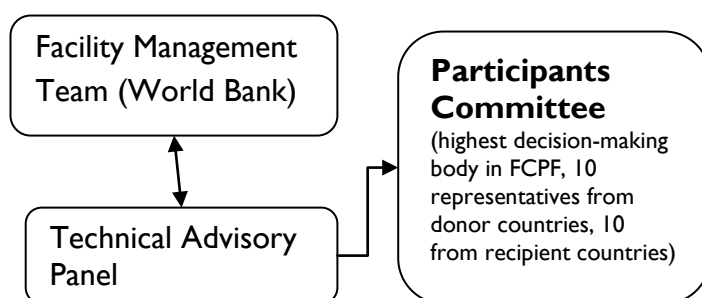 Facility Management
Team (World Bank)
Technical Advisory
Panel
Participants
Committee
(highest decision-making
body in FCPF, 10
representatives from
donor countries, 10
from recipient countries)